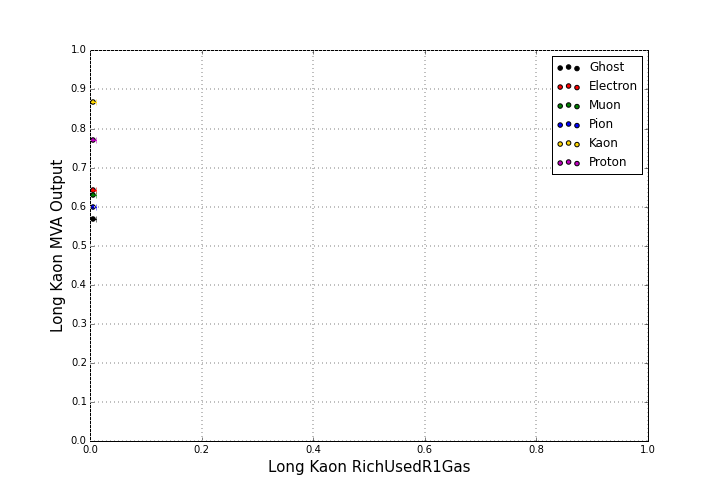 1.0
0.9
0.8
0.7
0.6
0.5
0.4
0.3
0.2
0.1
0.0
0.0 0.2 0.4 0.6 0.8 1.0
Long Kaon MVA Output
Long Kaon RichUsedR1Gas
Ghost
Electron
Muon
Pion
Kaon
Proton